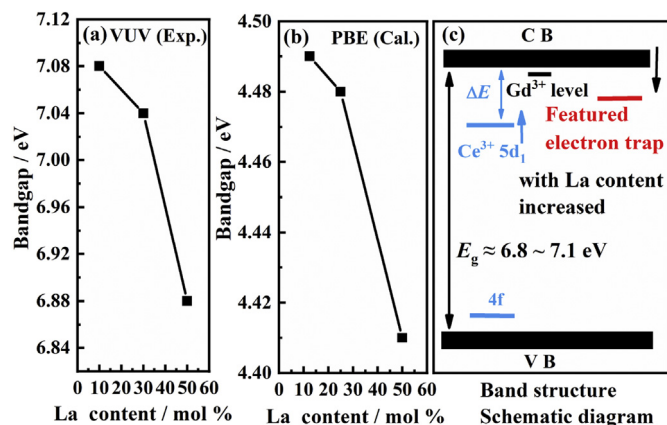 (a) VUV (Exp.)
7.08
7.04
7.00
6.96
6.92
6.88
6.84
Bandgap / eV
0 10 20 30 40 50 60
La content / mol %
(b) PBE (Cal.)
4.50
4.48
4.46
4.44
4.42
4.40
Bandgap / eV
0 10 20 30 40 50 60
La content / mol %
7.12
(c) C B
Gd³⁺ level
ΔE
Featured
electron trap
Ce³⁺ 5d₁
with La content
increased
E_g ≈ 6.8 ~ 7.1 eV
4f
V B
Band structure
Schematic diagram